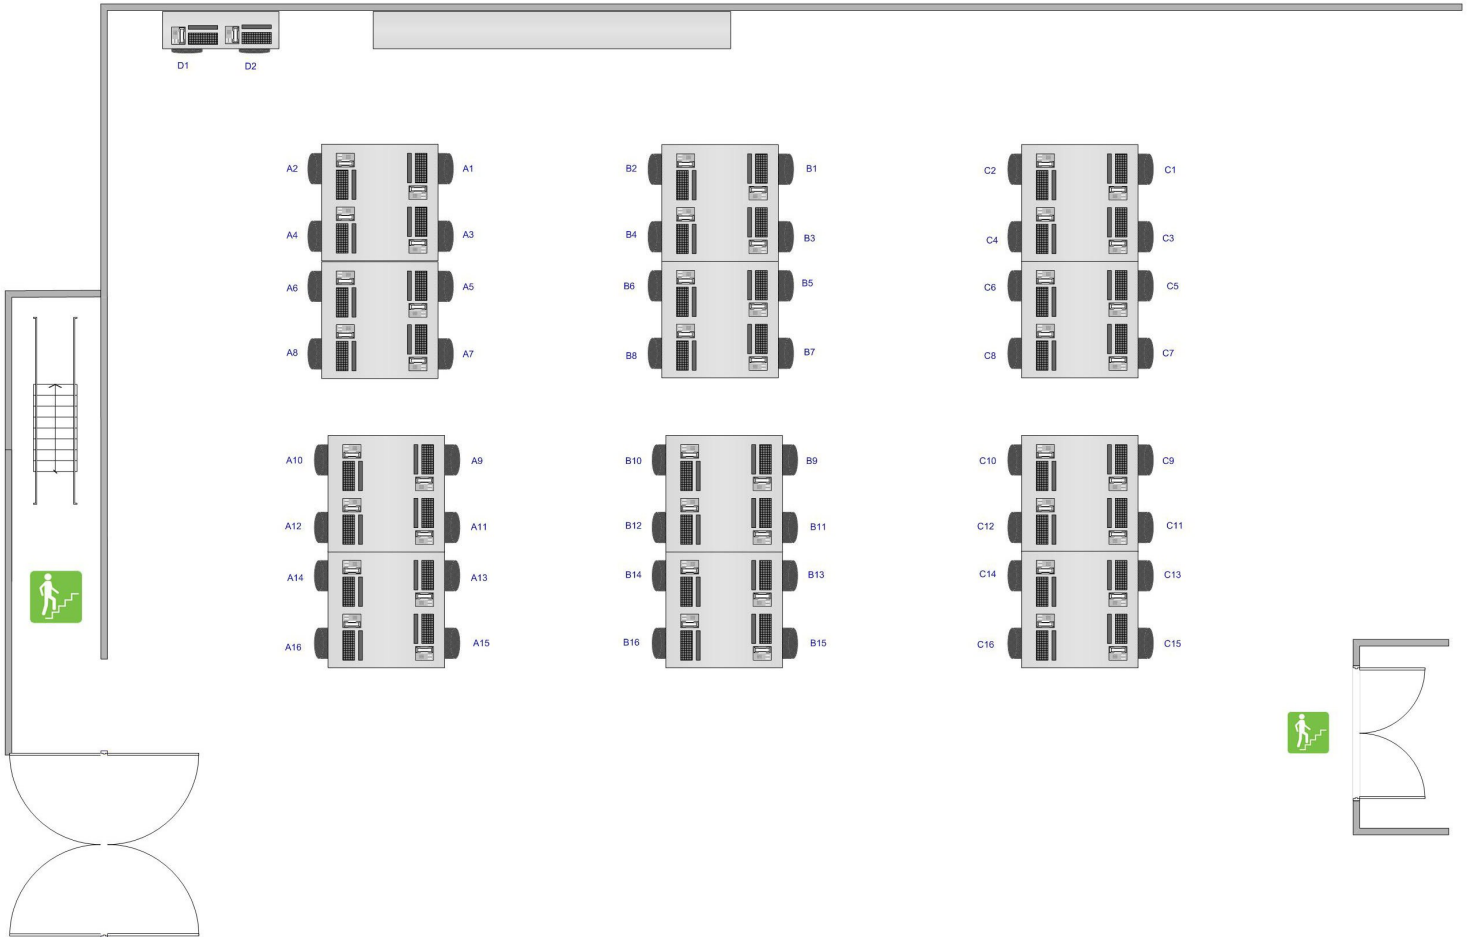 D1 D2
A2 A1 B2 B1 C2 C1
A4 A3 B4 B3 C4 C3
A6 A5 B6 B5 C6 C5
A8 A7 B8 B7 C8 C7
A10 A9 B10 B9 C10 C9
A12 A11 B12 B11 C12 C11
A14 A13 B14 B13 C14 C13
A16 A15 B16 B15 C16 C15